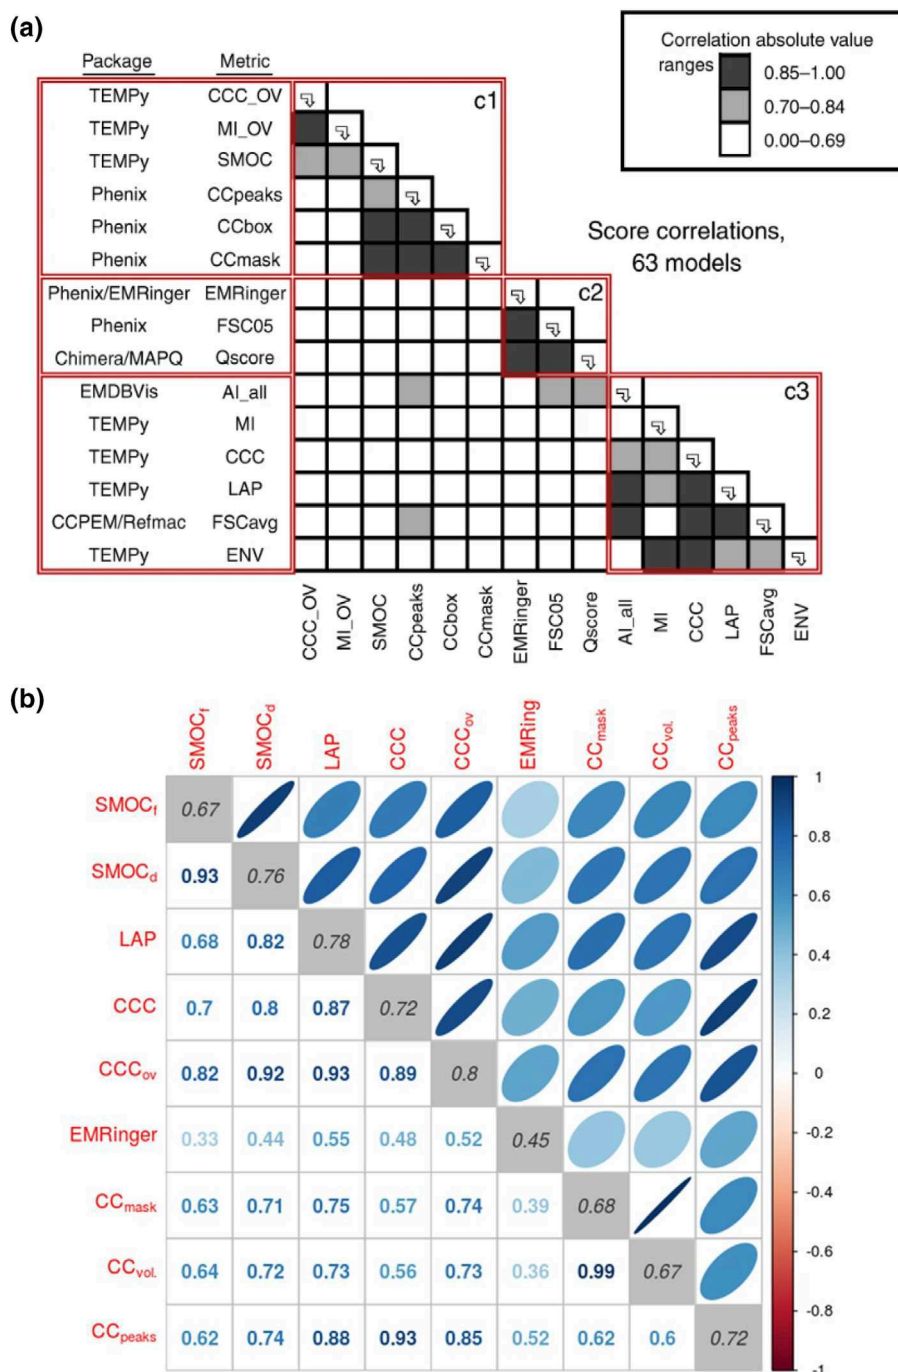 (a)
Package Metric
Correlation absolute value
ranges
0.85–1.00
0.70–0.84
0.00–0.69
TEMPy CCC_OV c1
TEMPy MI_OV
TEMPy SMOC
Phenix CCpeaks
Phenix CCbox
Phenix CCmask
Score correlations,
63 models
Phenix/EMRinger EMRinger c2
Phenix FSC05
Chimera/MAPQ Qscore
EMDBVis AI_all c3
TEMPy MI
TEMPy CCC
TEMPy LAP
CCPEM/Refmac FSCavg
TEMPy ENV
CCC_OV MI_OV SMOC CCpeaks CCbox CCmask EMRinger FSC05 Qscore AI_all MI CCC LAP FSCavg ENV
(b)
SMOCf SMOCd LAP CCC CCCov EMRing CCmask CCvol. CCpeaks
SMOCf 0.67
SMOCd 0.93 0.76
LAP 0.68 0.82 0.78
CCC 0.7 0.8 0.87 0.72
CCCov 0.82 0.92 0.93 0.89 0.8
EMRinger 0.33 0.44 0.55 0.48 0.52 0.45
CCmask 0.63 0.71 0.75 0.57 0.74 0.39 0.68
CCvol. 0.64 0.72 0.73 0.56 0.73 0.36 0.99 0.67
CCpeaks 0.62 0.74 0.88 0.93 0.85 0.52 0.62 0.6 0.72
1
0.8
0.6
0.4
0.2
0
-0.2
-0.4
-0.6
-0.8
-1